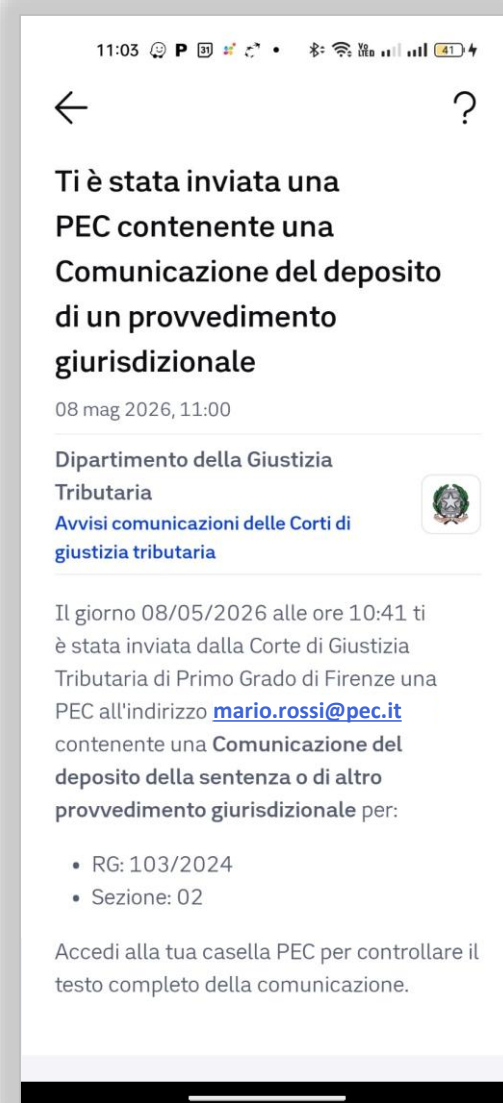 11:03 P 31
Vo LTE 41
?
Ti è stata inviata una
PEC contenente una
Comunicazione del deposito
di un provvedimento
giurisdizionale
08 mag 2026, 11:00
Dipartimento della Giustizia
Tributaria
Avvisi comunicazioni delle Corti di
giustizia tributaria
Il giorno 08/05/2026 alle ore 10:41 ti
è stata inviata dalla Corte di Giustizia
Tributaria di Primo Grado di Firenze una
PEC all'indirizzo mario.rossi@pec.it
contenente una Comunicazione del
deposito della sentenza o di altro
provvedimento giurisdizionale per:
• RG: 103/2024
• Sezione: 02
Accedi alla tua casella PEC per controllare il
testo completo della comunicazione.